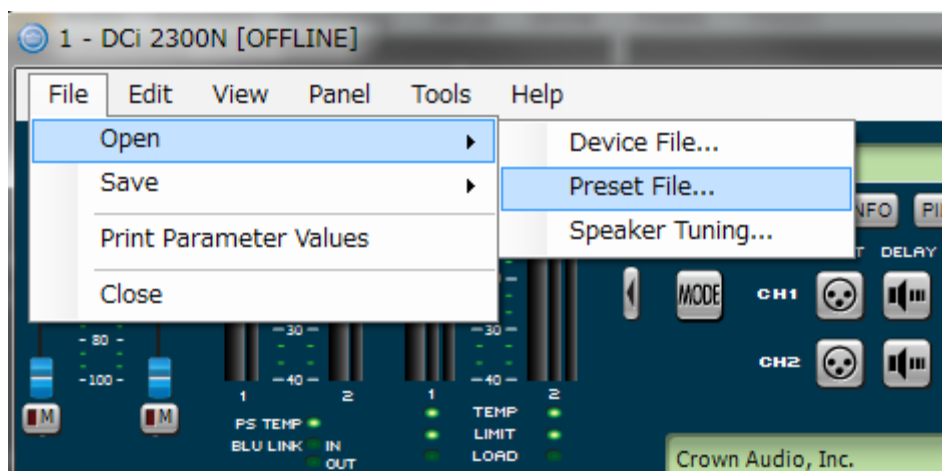 1 - DCi 2300N [OFFLINE]
File Edit View Panel Tools Help
Open
Save
Print Parameter Values
Close
Device File...
Preset File...
Speaker Tuning...
DELAY
MODE
CH1
CH2
- 80 -
-100 -
-30-
-40-
-30-
-40-
1 2 1 2
M M
PS TEMP
BLU LINK IN
OUT
TEMP
LIMIT
LOAD
Crown Audio, Inc.